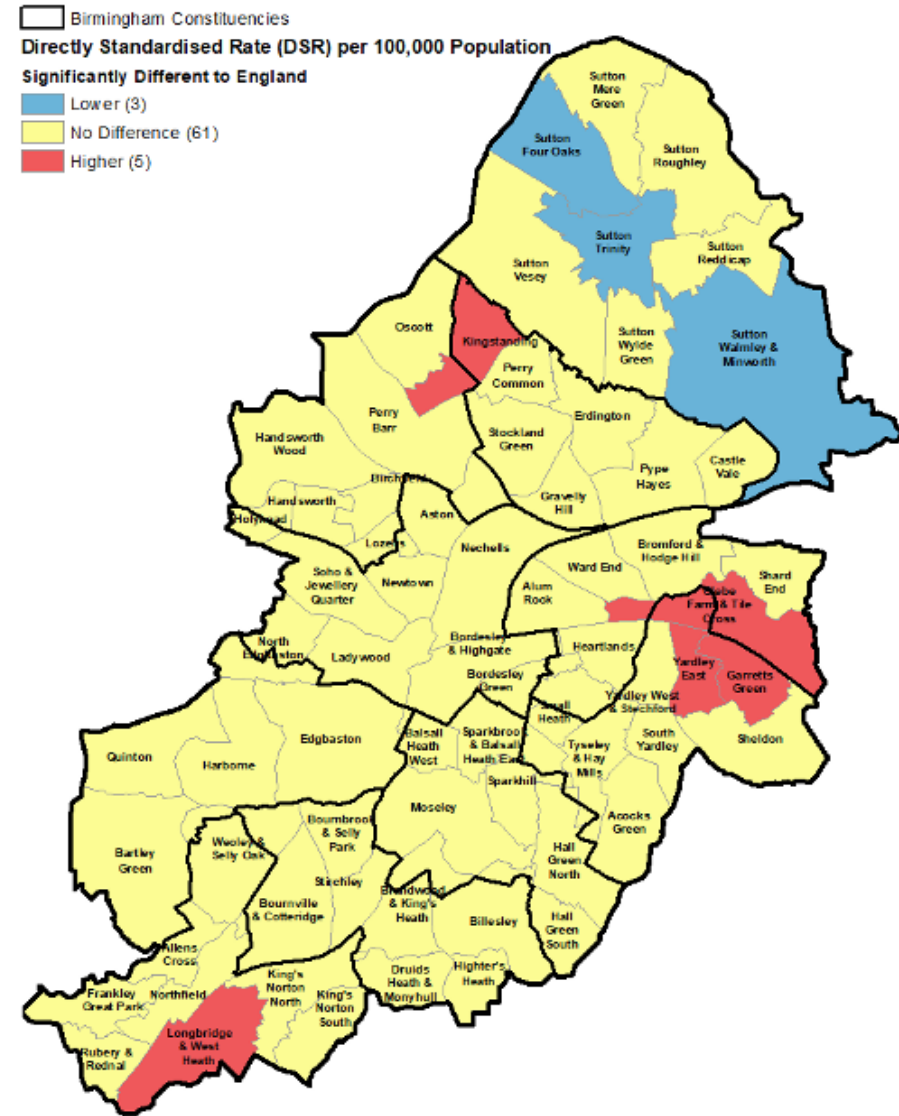 Birmingham Constituencies
Directly Standardised Rate (DSR) per 100,000 Population
Significantly Different to England
Lower (3)
No Difference (61)
Higher (5)
Sutton
Mere
Green
Sutton
Four Oaks
Sutton
Roughley
Sutton
Trinity
Sutton
Reddicap
Sutton
Vesey
Oscott
Kingstanding
Sutton
Wylde
Green
Sutton
Walmley &
Minworth
Perry
Common
Perry
Barr
Erdington
Handsworth
Wood
Stockland
Green
Castle
Vale
Pype
Hayes
Birchfield
Handsworth
Gravelly
Hill
Holyhead
Aston
Lozells
Nechells
Bromford &
Hodge Hill
Ward End
Shard
End
Soho &
Jewellery
Quarter
Newtown
Alum
Rock
Glebe
Farm & Tile
Cross
North
Edgbaston
Ladywood
Bordesley
& Highgate
Heartlands
Yardley
East
Garretts
Green
Bordesley
Green
Small
Heath
Yardley West
& Stechford
Quinton
Harborne
Edgbaston
Balsall
Heath
West
Sparkbrook
& Balsall
Heath East
Tyseley
& Hay
Mills
South
Yardley
Sheldon
Sparkhill
Moseley
Acocks
Green
Bartley
Green
Weoley &
Selly Oak
Bournbrook
& Selly
Park
Hall
Green
North
Stirchley
Bournville
& Cotteridge
Brandwood
& King's
Heath
Billesley
Hall
Green
South
Allens
Cross
Frankley
Great Park
Northfield
King's
Norton
North
King's
Norton
South
Druids
Heath &
Monyhull
Highter's
Heath
Rubery &
Rednal
Longbridge
& West
Heath